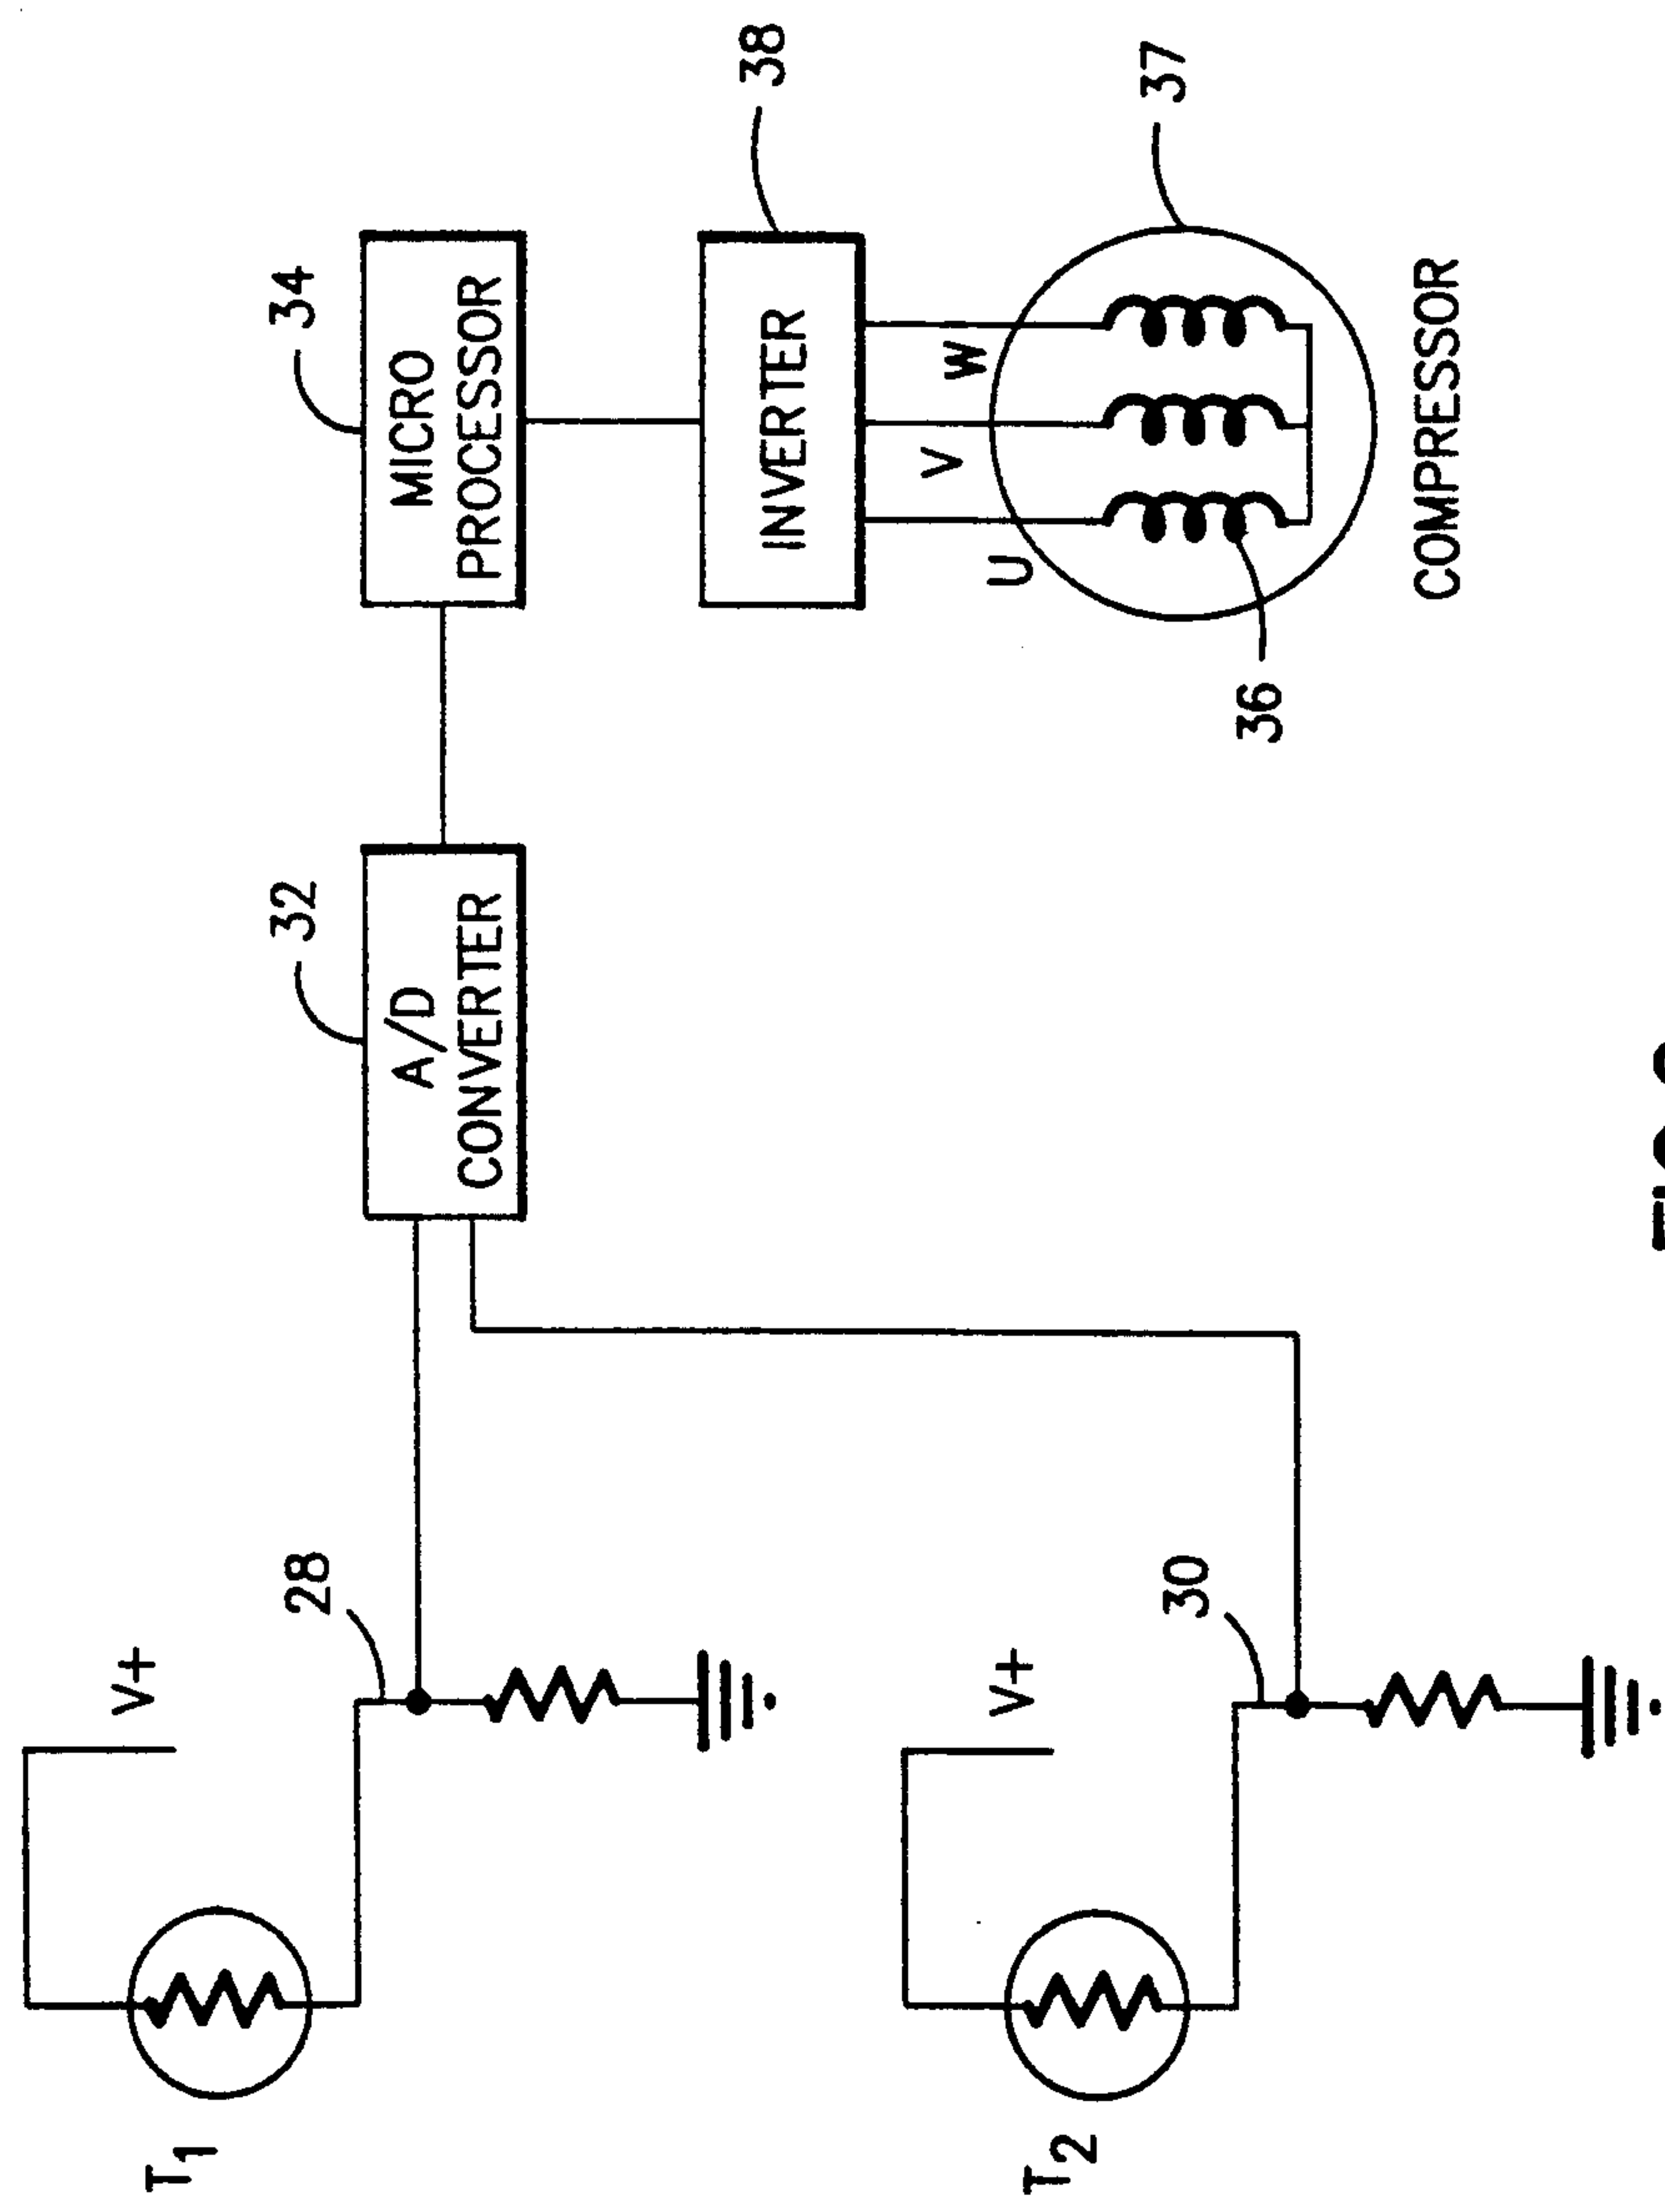 T1
V+
28
32
A/D
CONVERTER
34
MICRO
PROCESSOR
38
INVERTER
U
V
W
37
36
COMPRESSOR
T2
V+
30